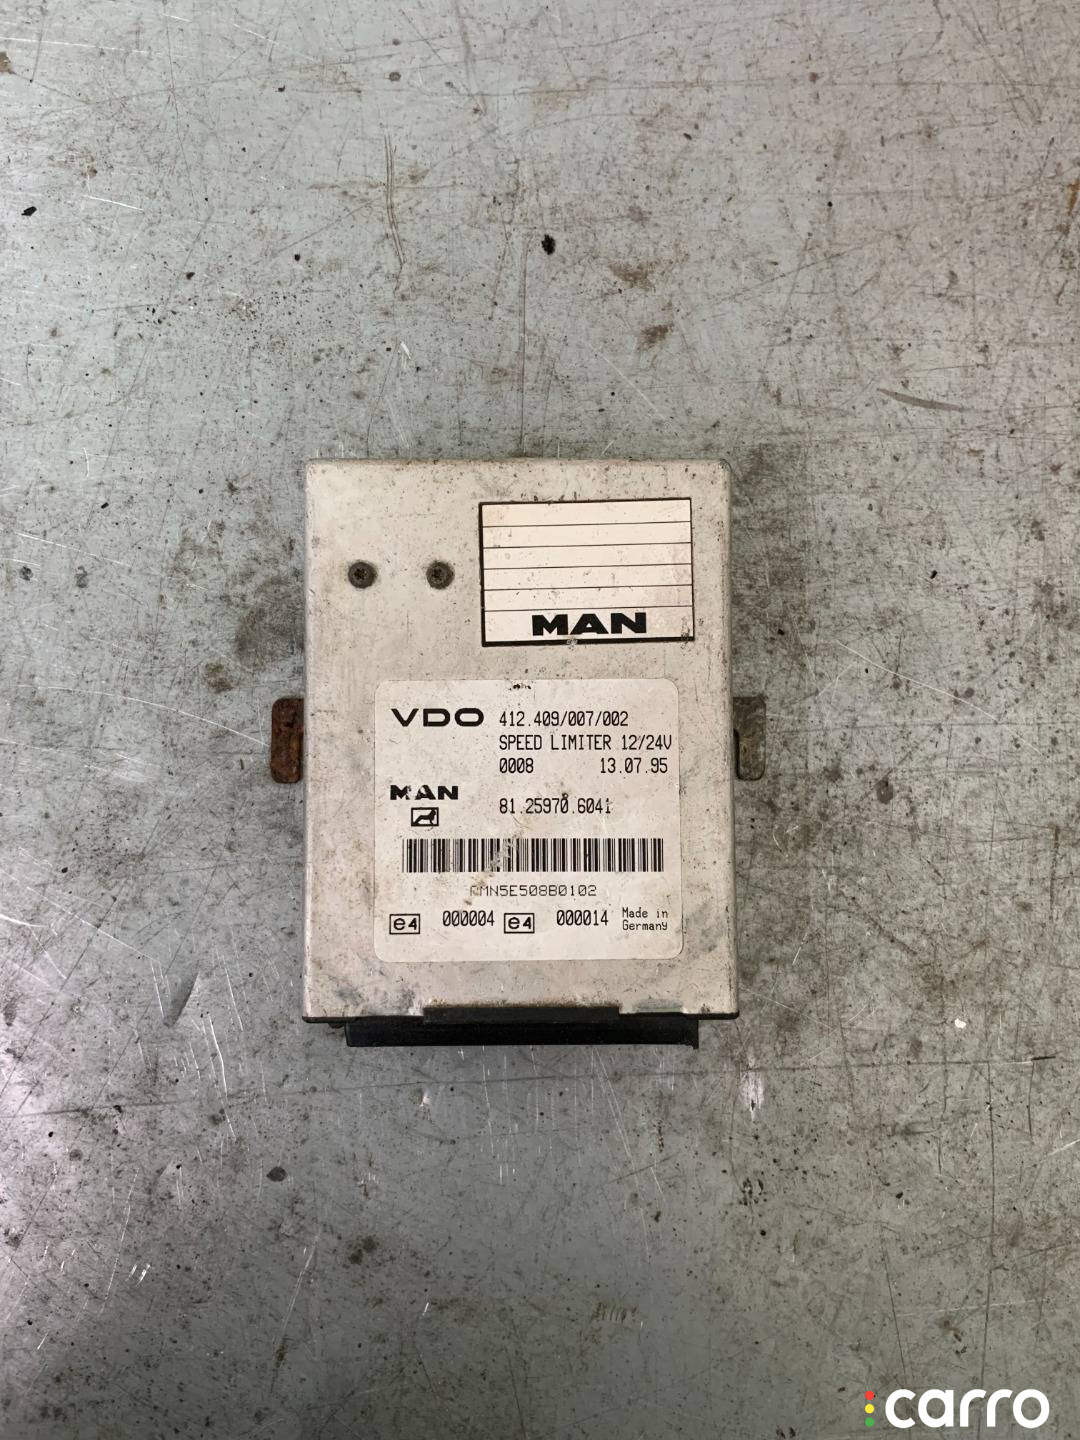 MAN
VDO 412.409/007/002
SPEED LIMITER 12/24V
0008 13.07.95
MAN
81.25970.6041
MN5E508B0102
e4 000004 e4 000014 Made in
Germany
carro